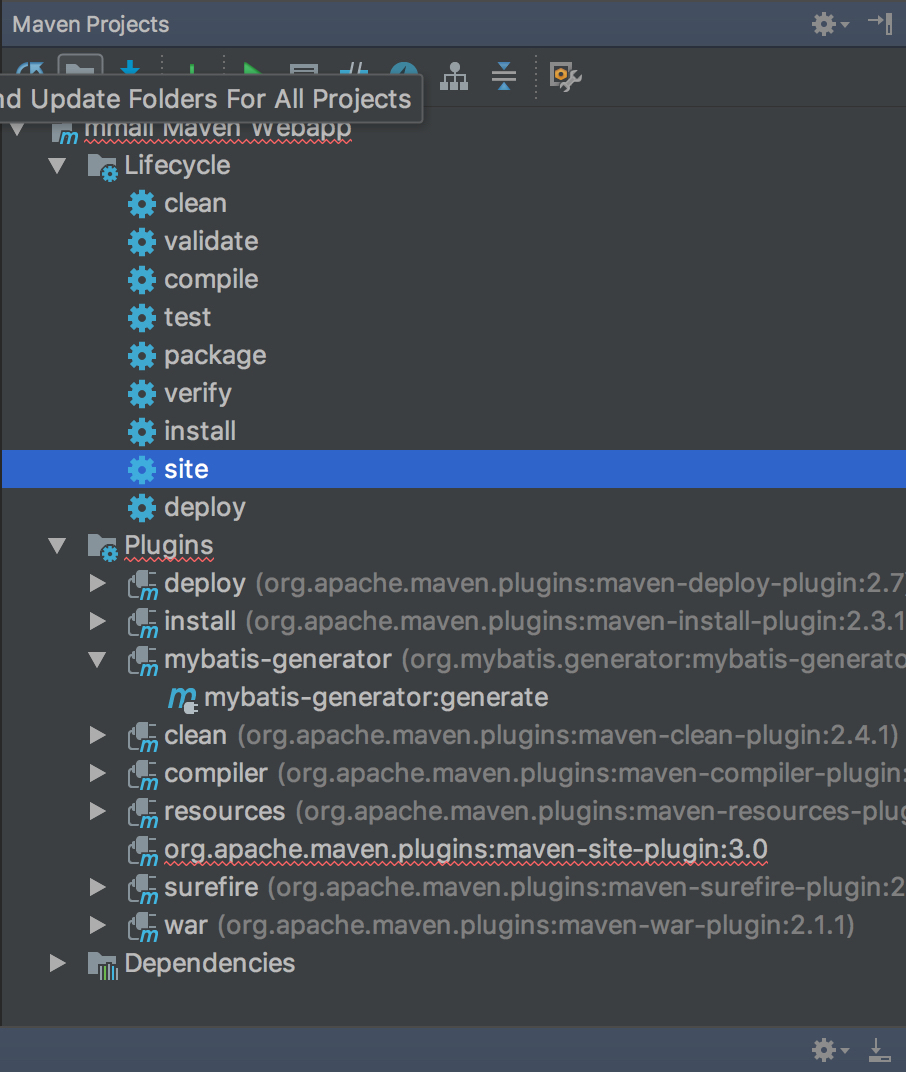 Maven Projects
nd Update Folders For All Projects
mmall Maven Webapp
Lifecycle
clean
validate
compile
test
package
verify
install
site
deploy
Plugins
deploy (org.apache.maven.plugins:maven-deploy-plugin:2.7
install (org.apache.maven.plugins:maven-install-plugin:2.3.1
mybatis-generator (org.mybatis.generator:mybatis-generato
mybatis-generator:generate
clean (org.apache.maven.plugins:maven-clean-plugin:2.4.1)
compiler (org.apache.maven.plugins:maven-compiler-plugin:
resources (org.apache.maven.plugins:maven-resources-plug
org.apache.maven.plugins:maven-site-plugin:3.0
surefire (org.apache.maven.plugins:maven-surefire-plugin:2
war (org.apache.maven.plugins:maven-war-plugin:2.1.1)
Dependencies